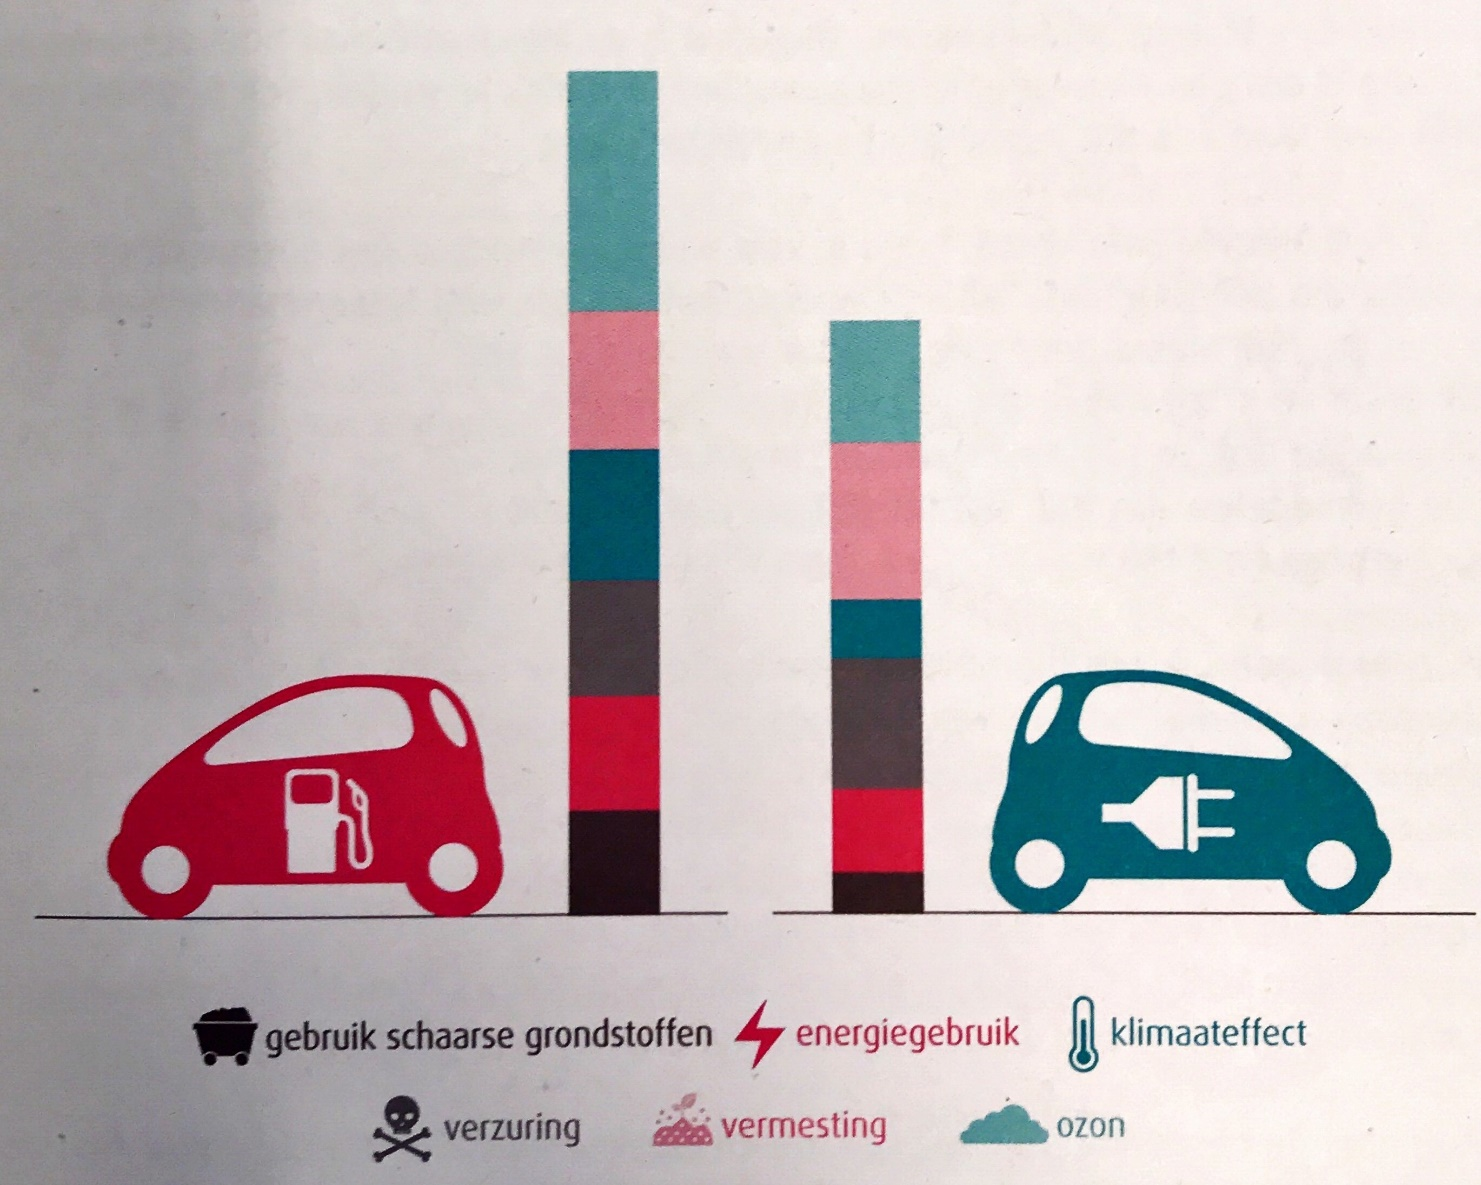 gebruik schaarse grondstoffen energiegebruik klimaateffect
verzuring vermesting ozon